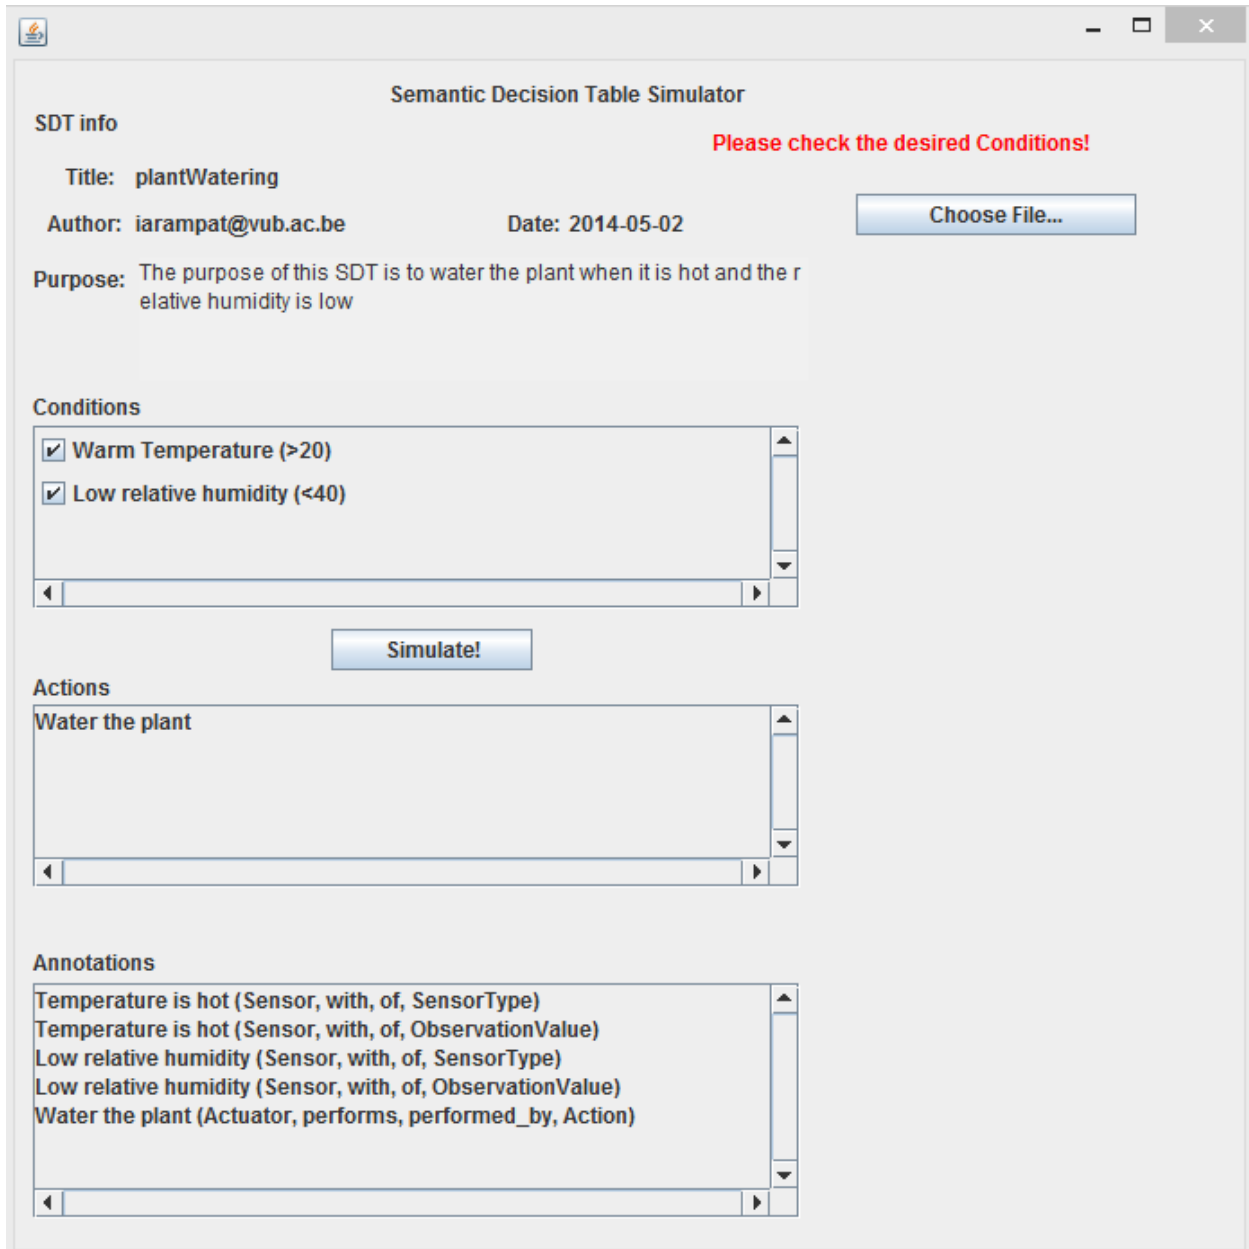 Semantic Decision Table Simulator
SDT info
Please check the desired Conditions!
Title: plantWatering
Author: iarampat@vub.ac.be Date: 2014-05-02
Choose File...
Purpose: The purpose of this SDT is to water the plant when it is hot and the r
elative humidity is low
Conditions
Warm Temperature (>20)
Low relative humidity (<40)
Simulate!
Actions
Water the plant
Annotations
Temperature is hot (Sensor, with, of, SensorType)
Temperature is hot (Sensor, with, of, ObservationValue)
Low relative humidity (Sensor, with, of, SensorType)
Low relative humidity (Sensor, with, of, ObservationValue)
Water the plant (Actuator, performs, performed_by, Action)